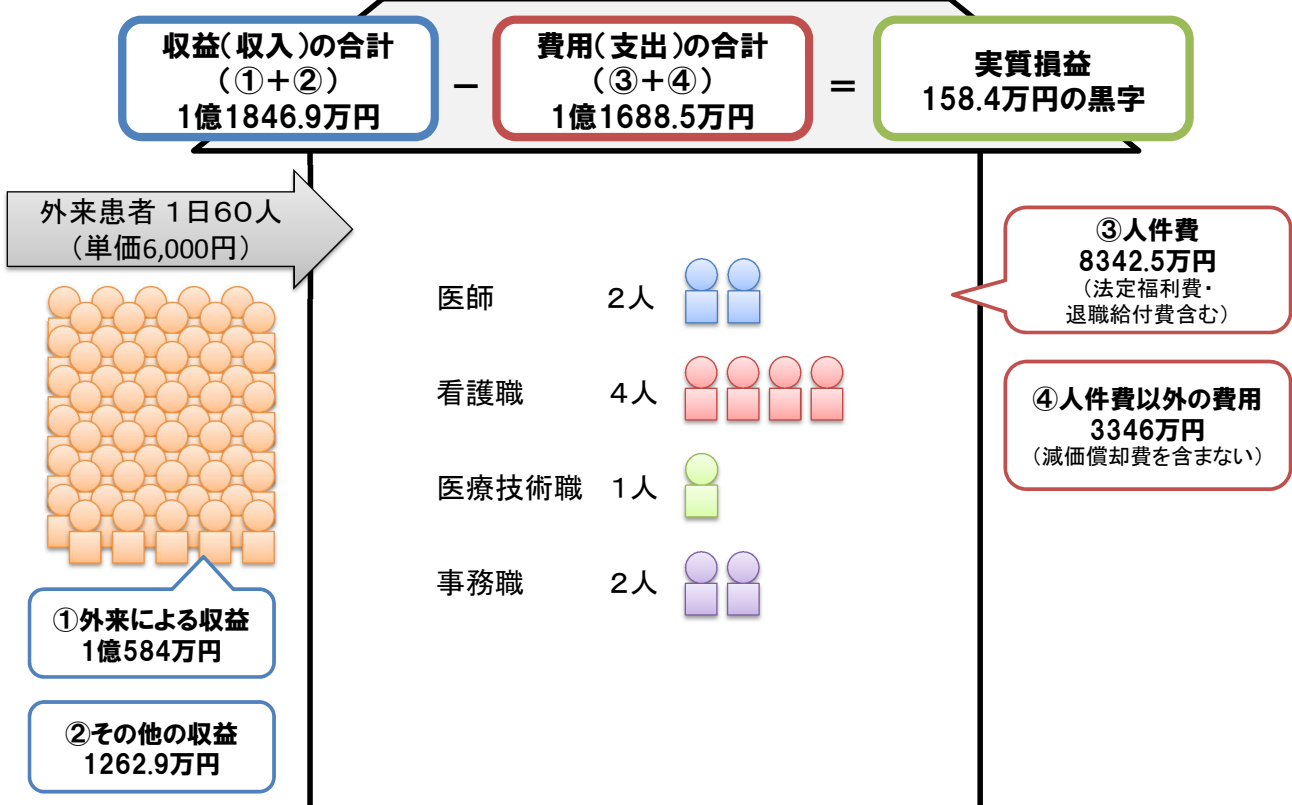 収益(収入)の合計
(①+②)
1億1846.9万円
−
費用(支出)の合計
(③+④)
1億1688.5万円
=
実質損益
158.4万円の黒字
外来患者 1日60人
(単価6,000円)
医師 2人
看護職 4人
医療技術職 1人
事務職 2人
①外来による収益
1億584万円
②その他の収益
1262.9万円
③人件費
8342.5万円
(法定福利費・
退職給付費含む)
④人件費以外の費用
3346万円
(減価償却費を含まない)